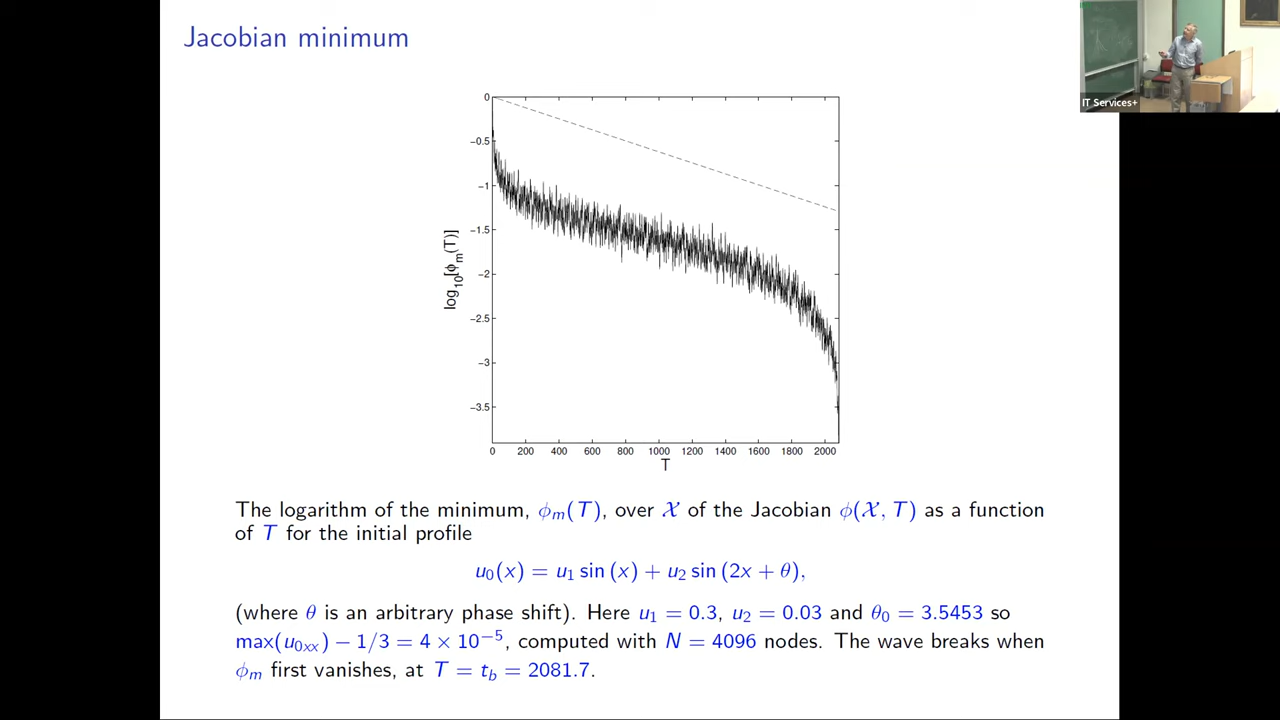 Jacobian minimum
IT Services+
0
−0.5
−1
−1.5
−2
−2.5
−3
−3.5
log10[ϕm(T)]
0 200 400 600 800 1000 1200 1400 1600 1800 2000
T
The logarithm of the minimum, ϕm(T), over 𝒳 of the Jacobian ϕ(𝒳, T) as a function
of T for the initial profile
u0(x) = u1 sin (x) + u2 sin (2x + θ),
(where θ is an arbitrary phase shift). Here u1 = 0.3, u2 = 0.03 and θ0 = 3.5453 so
max(u0xx) − 1/3 = 4 × 10−5, computed with N = 4096 nodes. The wave breaks when
ϕm first vanishes, at T = tb = 2081.7.